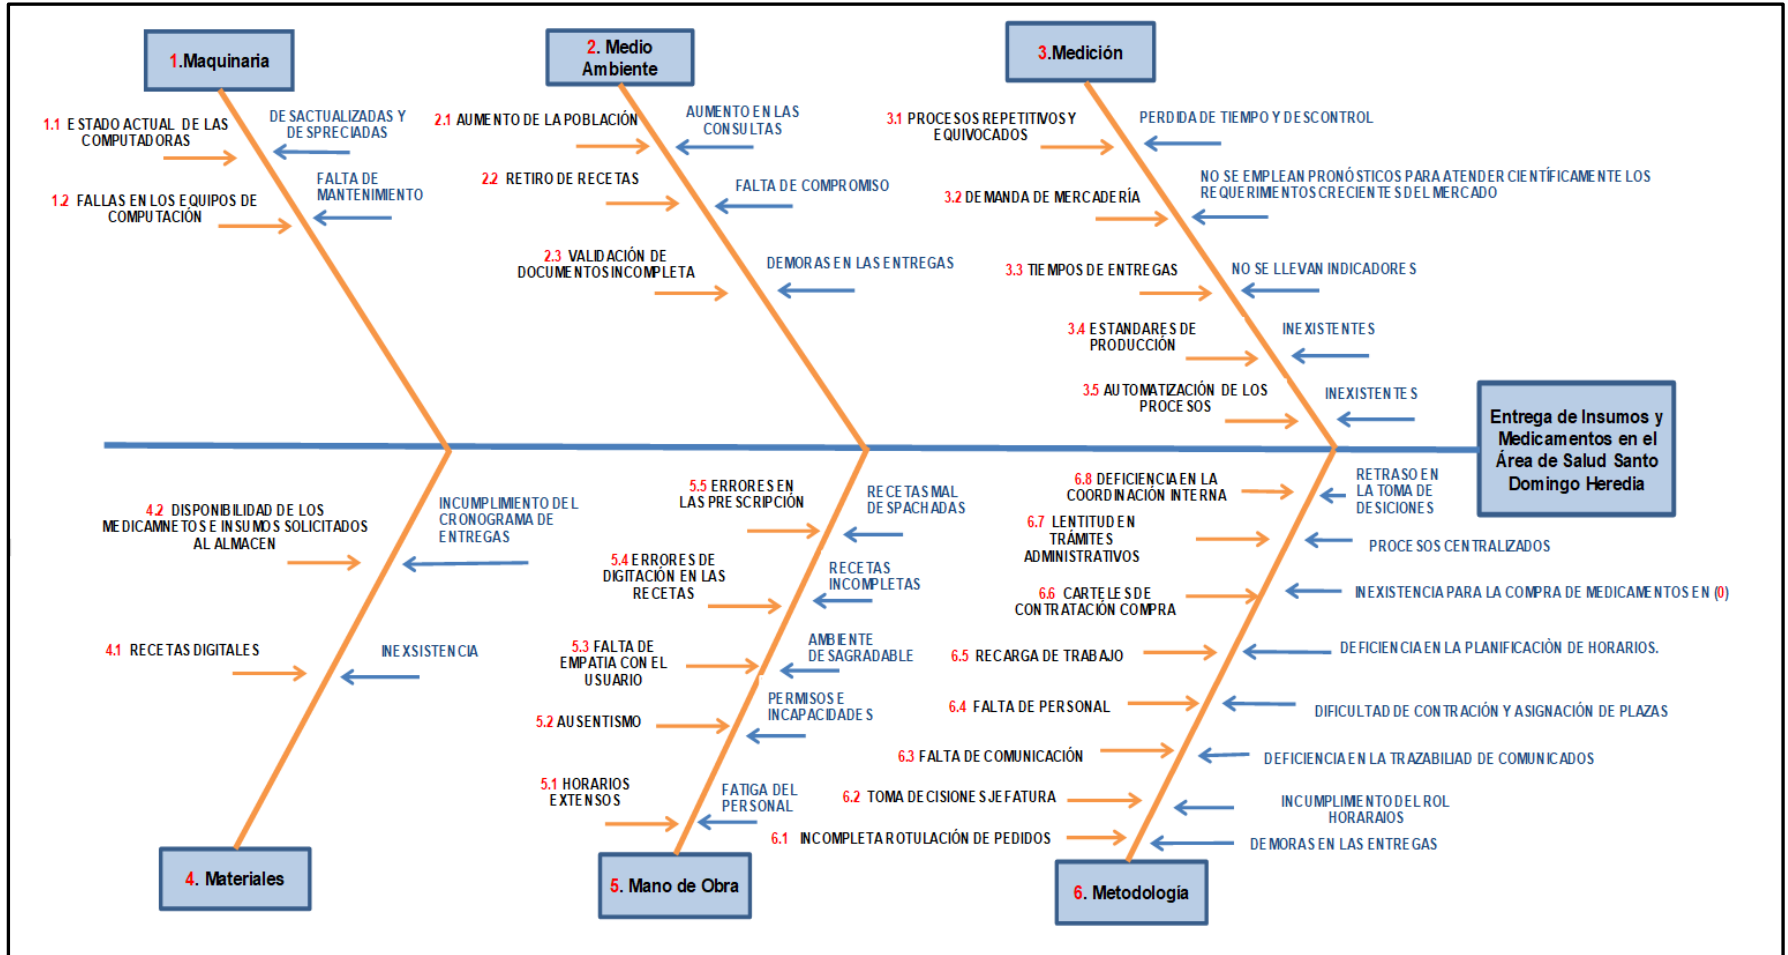 1.Maquinaria
1.1 ESTADO ACTUAL DE LAS
COMPUTADORAS
DESACTUALIZADAS Y
DESPRECIADAS
1.2 FALLAS EN LOS EQUIPOS DE
COMPUTACIÓN
FALTA DE
MANTENIMIENTO
2. Medio
Ambiente
2.1 AUMENTO DE LA POBLACIÓN
AUMENTO EN LAS
CONSULTAS
2.2 RETIRO DE RECETAS
FALTA DE COMPROMISO
2.3 VALIDACIÓN DE
DOCUMENTOS INCOMPLETA
DEMORAS EN LAS ENTREGAS
3.Medición
3.1 PROCESOS REPETITIVOS Y
EQUIVOCADOS
PERDIDA DE TIEMPO Y DESCONTROL
3.2 DEMANDA DE MERCADERÍA
NO SE EMPLEAN PRONÓSTICOS PARA ATENDER CIENTÍFICAMENTE LOS
REQUERIMIENTOS CRECIENTES DEL MERCADO
3.3 TIEMPOS DE ENTREGAS
NO SE LLEVAN INDICADORES
3.4 ESTANDARES DE
PRODUCCIÓN
INEXISTENTES
3.5 AUTOMATIZACIÓN DE LOS
PROCESOS
INEXISTENTES
Entrega de Insumos y
Medicamentos en el
Área de Salud Santo
Domingo Heredia
4.2 DISPONIBILIDAD DE LOS
MEDICAMNETOS E INSUMOS SOLICITADOS
AL ALMACEN
INCUMPLIMIENTO DEL
CRONOGRAMA DE
ENTREGAS
4.1 RECETAS DIGITALES
INEXSISTENCIA
4. Materiales
5.5 ERRORES EN
LAS PRESCRIPCIÓN
RECETAS MAL
DESPACHADAS
5.4 ERRORES DE
DIGITACIÓN EN LAS
RECETAS
RECETAS
INCOMPLETAS
5.3 FALTA DE
EMPATIA CON EL
USUARIO
AMBIENTE
DESAGRADABLE
5.2 AUSENTISMO
PERMISOS E
INCAPACIDADES
5.1 HORARIOS
EXTENSOS
FATIGA DEL
PERSONAL
5. Mano de Obra
6.8 DEFICIENCIA EN LA
COORDINACIÓN INTERNA
RETRASO EN
LA TOMA DE
DESICIONES
6.7 LENTITUD EN
TRÁMITES
ADMINISTRATIVOS
PROCESOS CENTRALIZADOS
6.6 CARTELES DE
CONTRATACIÓN COMPRA
INEXISTENCIA PARA LA COMPRA DE MEDICAMENTOS EN (0)
6.5 RECARGA DE TRABAJO
DEFICIENCIA EN LA PLANIFICACIÒN DE HORARIOS.
6.4 FALTA DE PERSONAL
DIFICULTAD DE CONTRACIÓN Y ASIGNACIÓN DE PLAZAS
6.3 FALTA DE COMUNICACIÓN
DEFICIENCIA EN LA TRAZABILIAD DE COMUNICADOS
6.2 TOMA DECISIONES JEFATURA
INCUMPLIMIENTO DEL ROL
HORARAIOS
6.1 INCOMPLETA ROTULACIÓN DE PEDIDOS
DEMORAS EN LAS ENTREGAS
6. Metodología